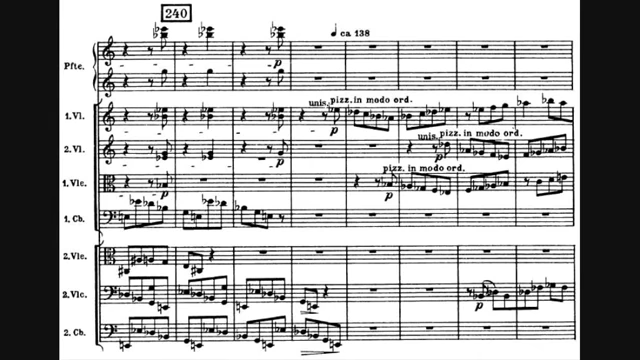 240
ca 138
Pfte.
p
unis. pizz. in modo ord.
1.Vl.
p
unis. pizz. in modo ord.
2.Vl.
p
p
pizz. in modo ord.
1.Vlc.
p
p
1. Cb.
2.Vlc.
2.Vlc.
p
2. Cb.